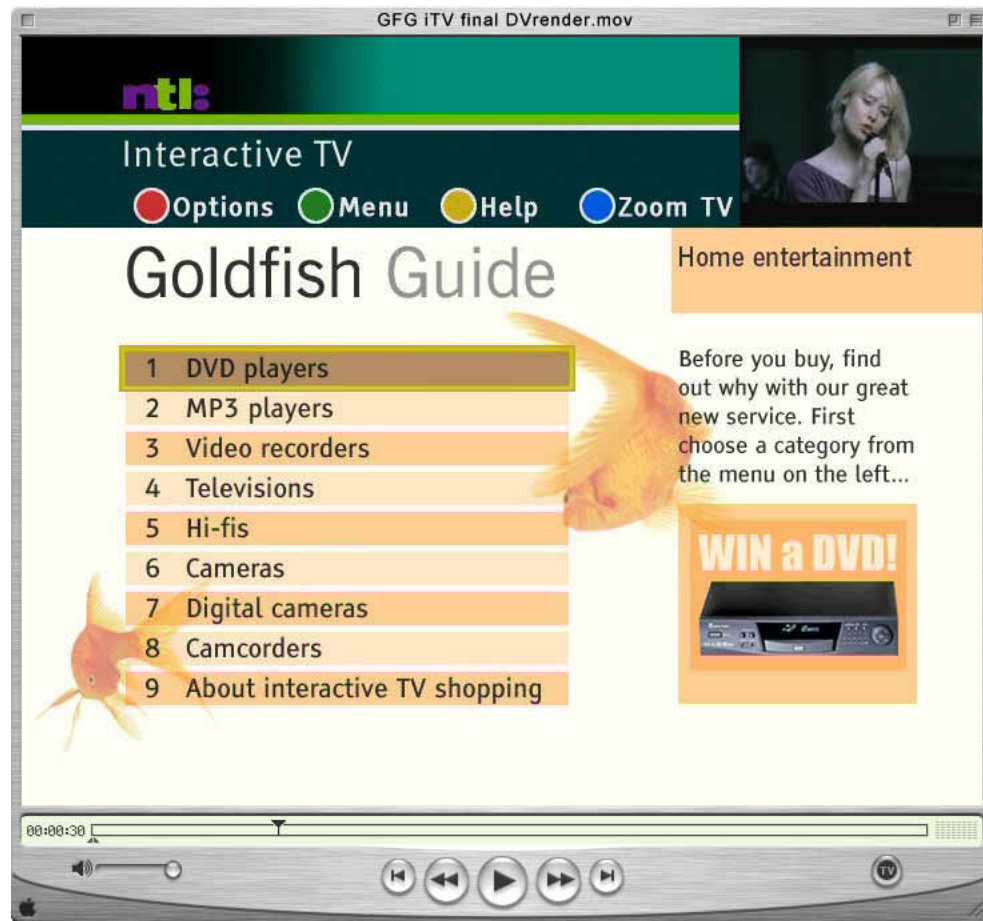 GFG iTV final DVrender.mov
ntl:
Interactive TV
Options Menu Help Zoom TV
Goldfish Guide
Home entertainment
1 DVD players
2 MP3 players
3 Video recorders
4 Televisions
5 Hi-fis
6 Cameras
7 Digital cameras
8 Camcorders
9 About interactive TV shopping
Before you buy, find
out why with our great
new service. First
choose a category from
the menu on the left...
WIN a DVD!
00:00:30
TV